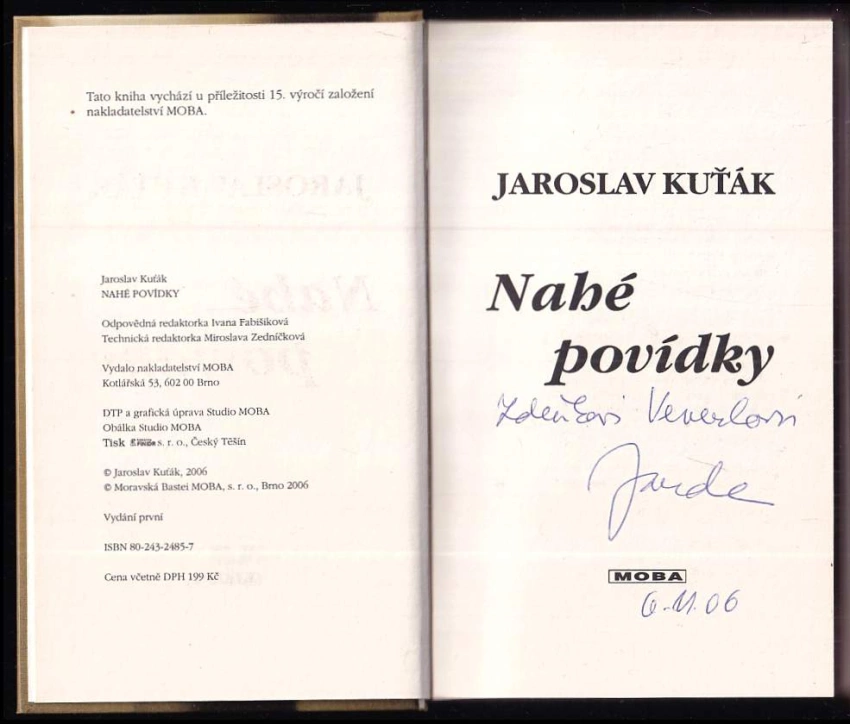 Tato kniha vychází u příležitosti 15. výročí založení
nakladatelství MOBA.
Jaroslav Kuťák
NAHÉ POVÍDKY
Odpovědná redaktorka Ivana Fabišiková
Technická redaktorka Miroslava Zedníčková
Vydalo nakladatelství MOBA
Kotlářská 53, 602 00 Brno
DTP a grafická úprava Studio MOBA
Obálka Studio MOBA
Tisk s. r. o., Český Těšín
© Jaroslav Kuťák, 2006
© Moravská Bastei MOBA, s. r. o., Brno 2006
Vydání první
ISBN 80-243-2485-7
Cena včetně DPH 199 Kč
JAROSLAV KUŤÁK
Nahé
povídky
Zdeňkovi Veverkovi
Jarda
MOBA
6.11.06